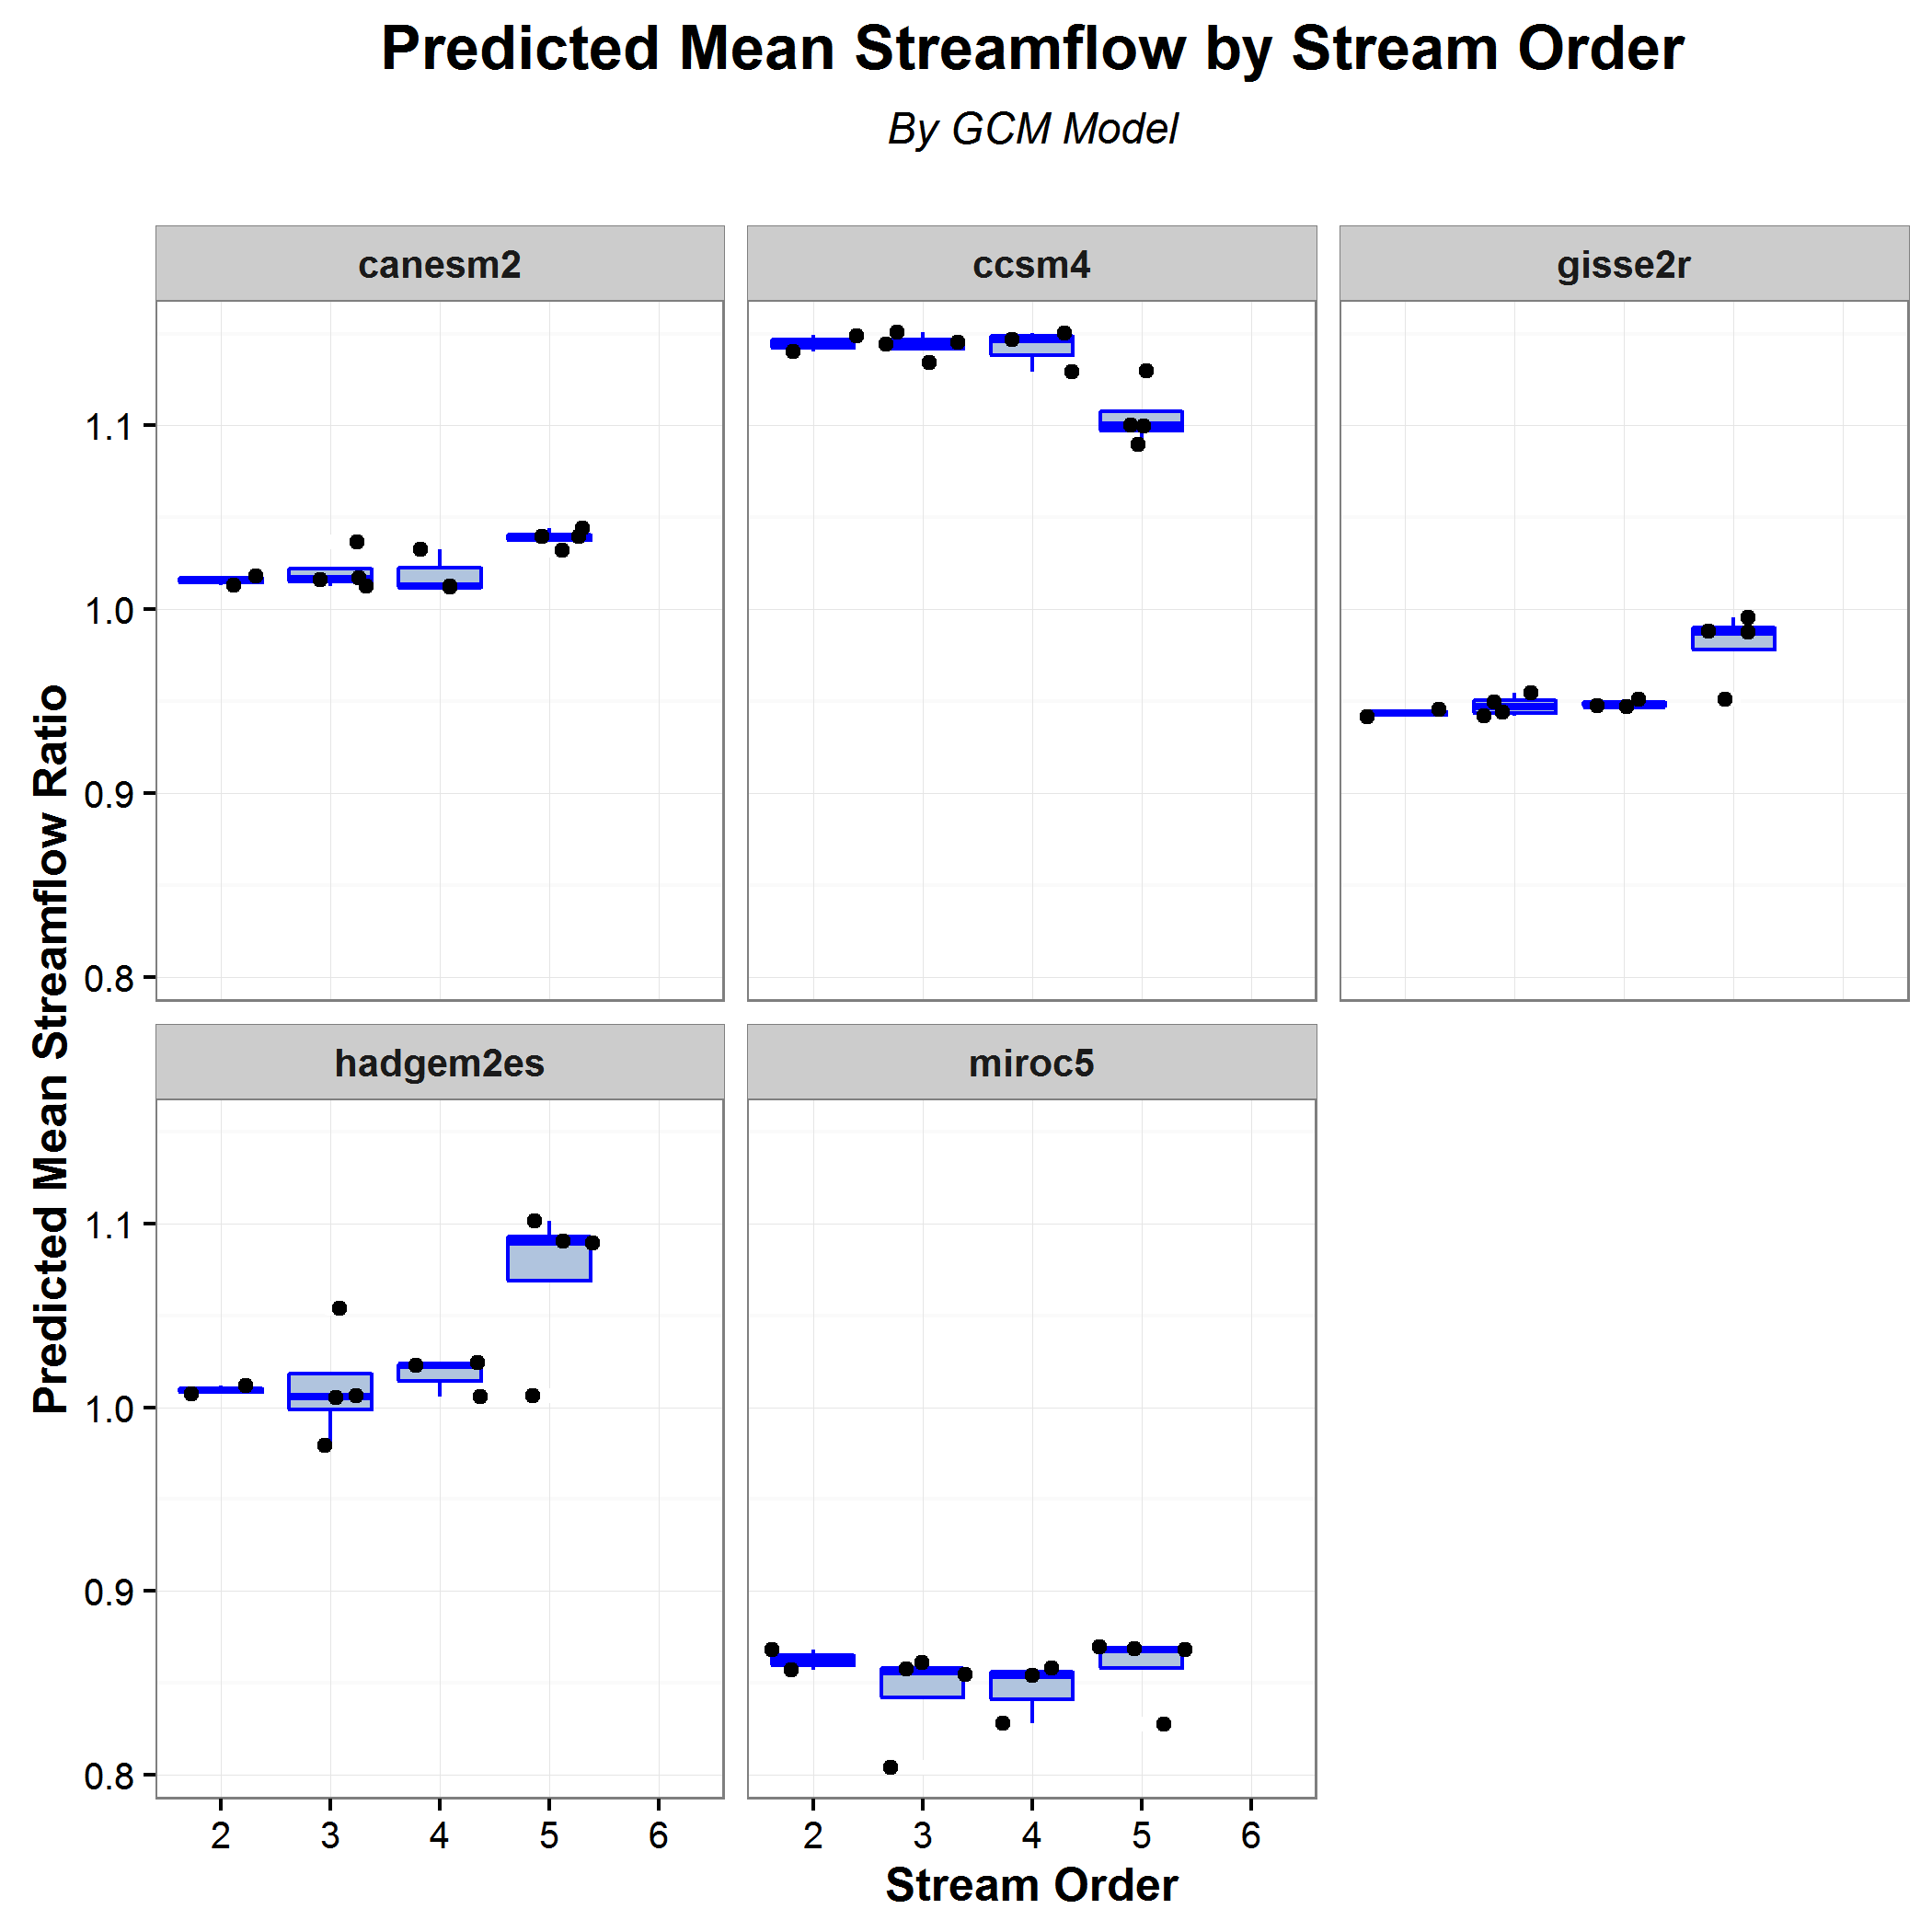 Predicted Mean Streamflow by Stream Order
By GCM Model
canesm2
ccsm4
gisse2r
Predicted Mean Streamflow Ratio
1.1
1.0
0.9
0.8
hadgem2es
miroc5
1.1
1.0
0.9
0.8
2 3 4 5 6
2 3 4 5 6
Stream Order